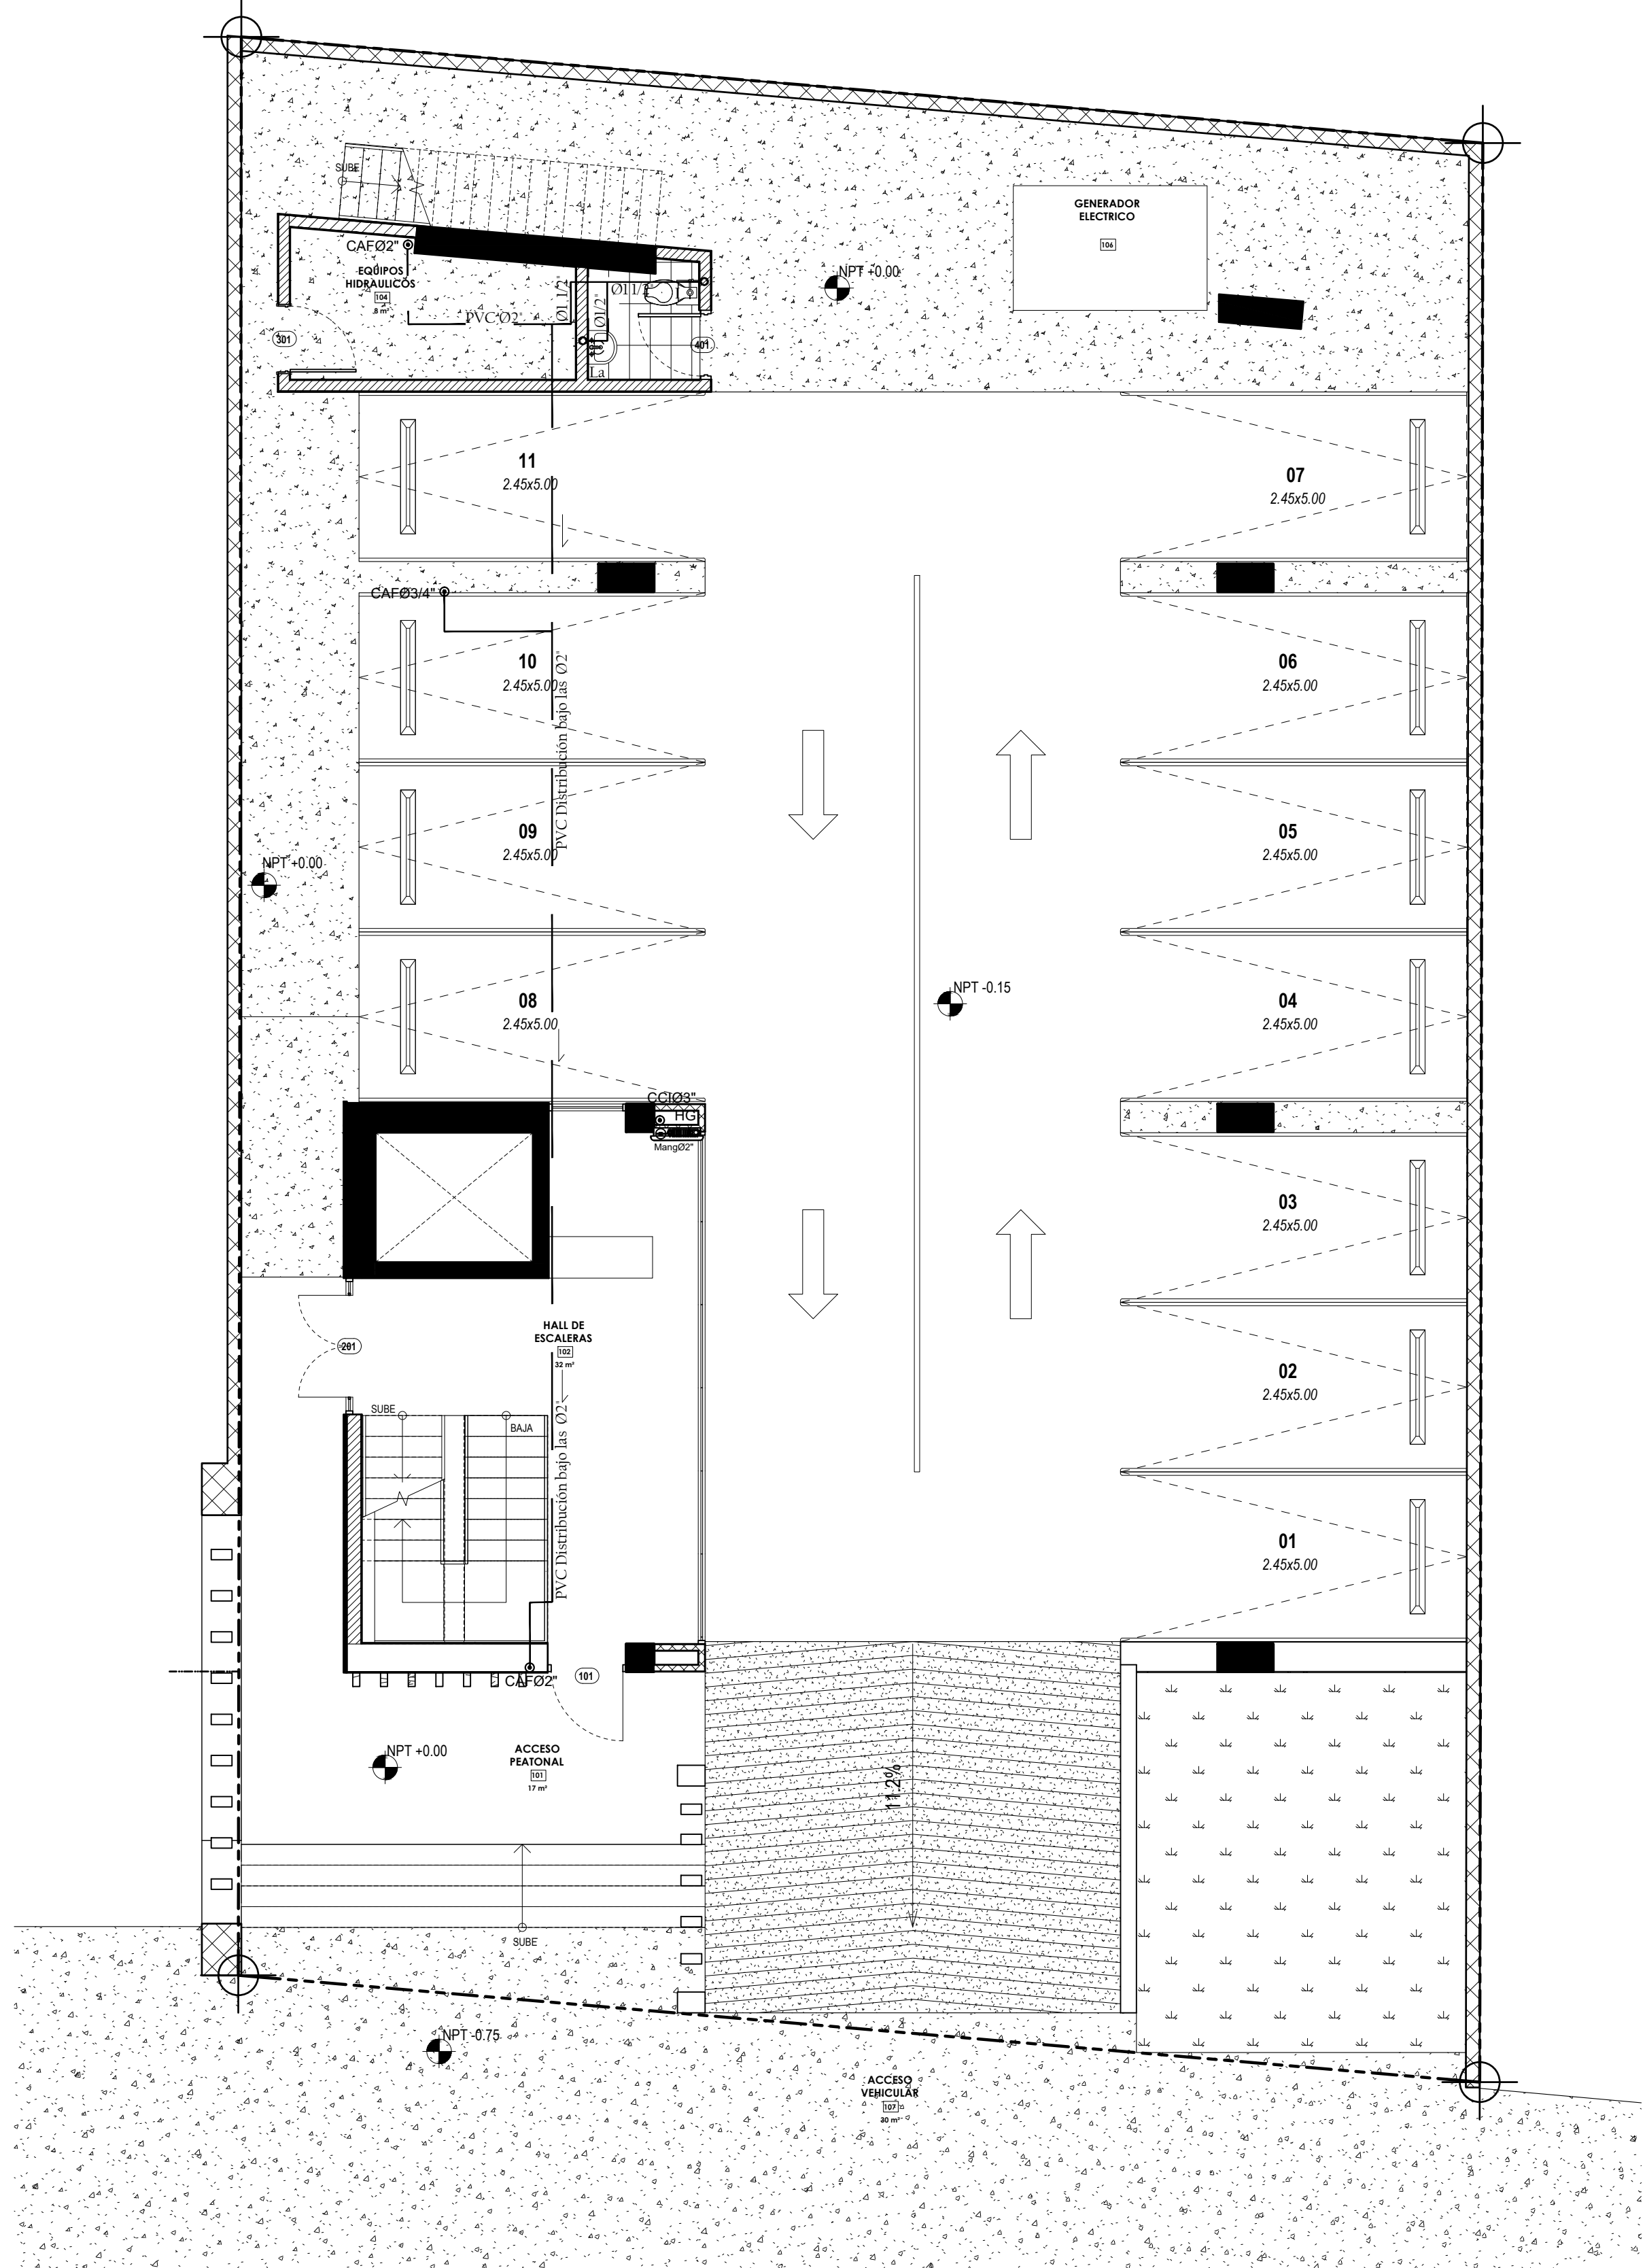 SUBE
GENERADOR
ELECTRICO
106
CAFØ2"
EQUIPOS
HIDRAULICOS
104
8 m²
NPT +0.00
Ø1 1/2"
Ø1/2"
PVC Ø2"
301
401
La
11
2.45x5.00
07
2.45x5.00
CAFØ3/4"
10
2.45x5.00
06
2.45x5.00
PVC Distribución bajo las Ø2"
09
2.45x5.00
05
2.45x5.00
NPT +0.00
08
2.45x5.00
NPT -0.15
04
2.45x5.00
CCIØ3"
HG
MangØ2"
03
2.45x5.00
HALL DE
ESCALERAS
102
32 m²
201
02
2.45x5.00
SUBE
BAJA
PVC Distribución bajo las Ø2"
01
2.45x5.00
CAFØ2"
101
NPT +0.00
ACCESO
PEATONAL
101
17 m²
11.2%
SUBE
NPT -0.75
ACCESO
VEHICULAR
107
30 m²